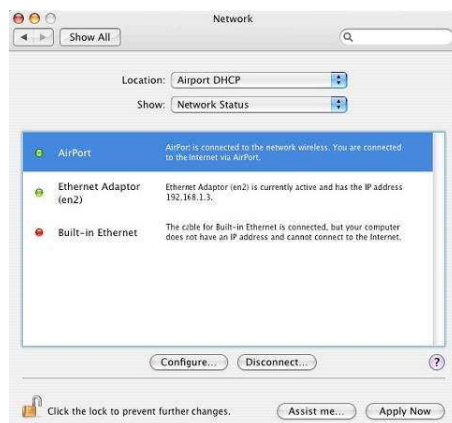 Network
Show All
Location: Airport DHCP
Show: Network Status
AirPort
AirPort is connected to the network wireless. You are connected
to the Internet via AirPort.
Ethernet Adaptor
(en2)
Ethernet Adaptor (en2) is currently active and has the IP address
192.168.1.3.
Built-in Ethernet
The cable for Built-in Ethernet is connected, but your computer
does not have an IP address and cannot connect to the Internet.
Configure... Disconnect... ?
Click the lock to prevent further changes. Assist me... Apply Now